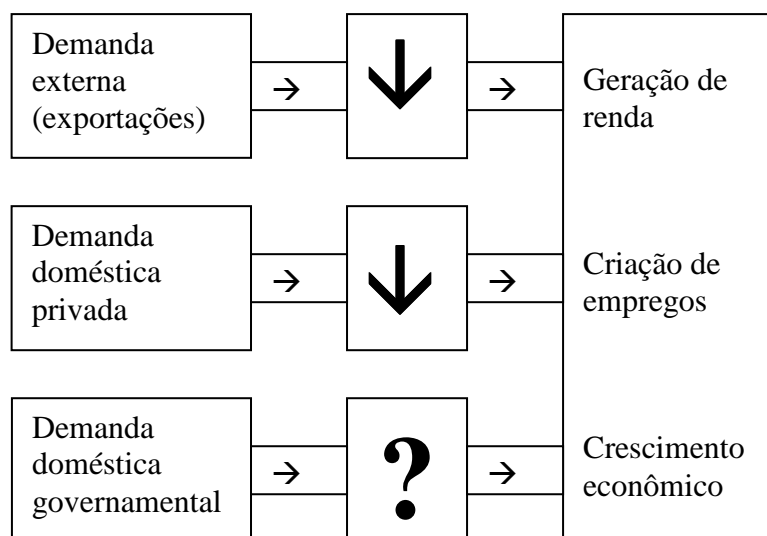 Demanda
externa
(exportações)
→
↓
→
Geração de
renda
Demanda
doméstica
privada
→
↓
→
Criação de
empregos
Demanda
doméstica
governamental
→
?
→
Crescimento
econômico